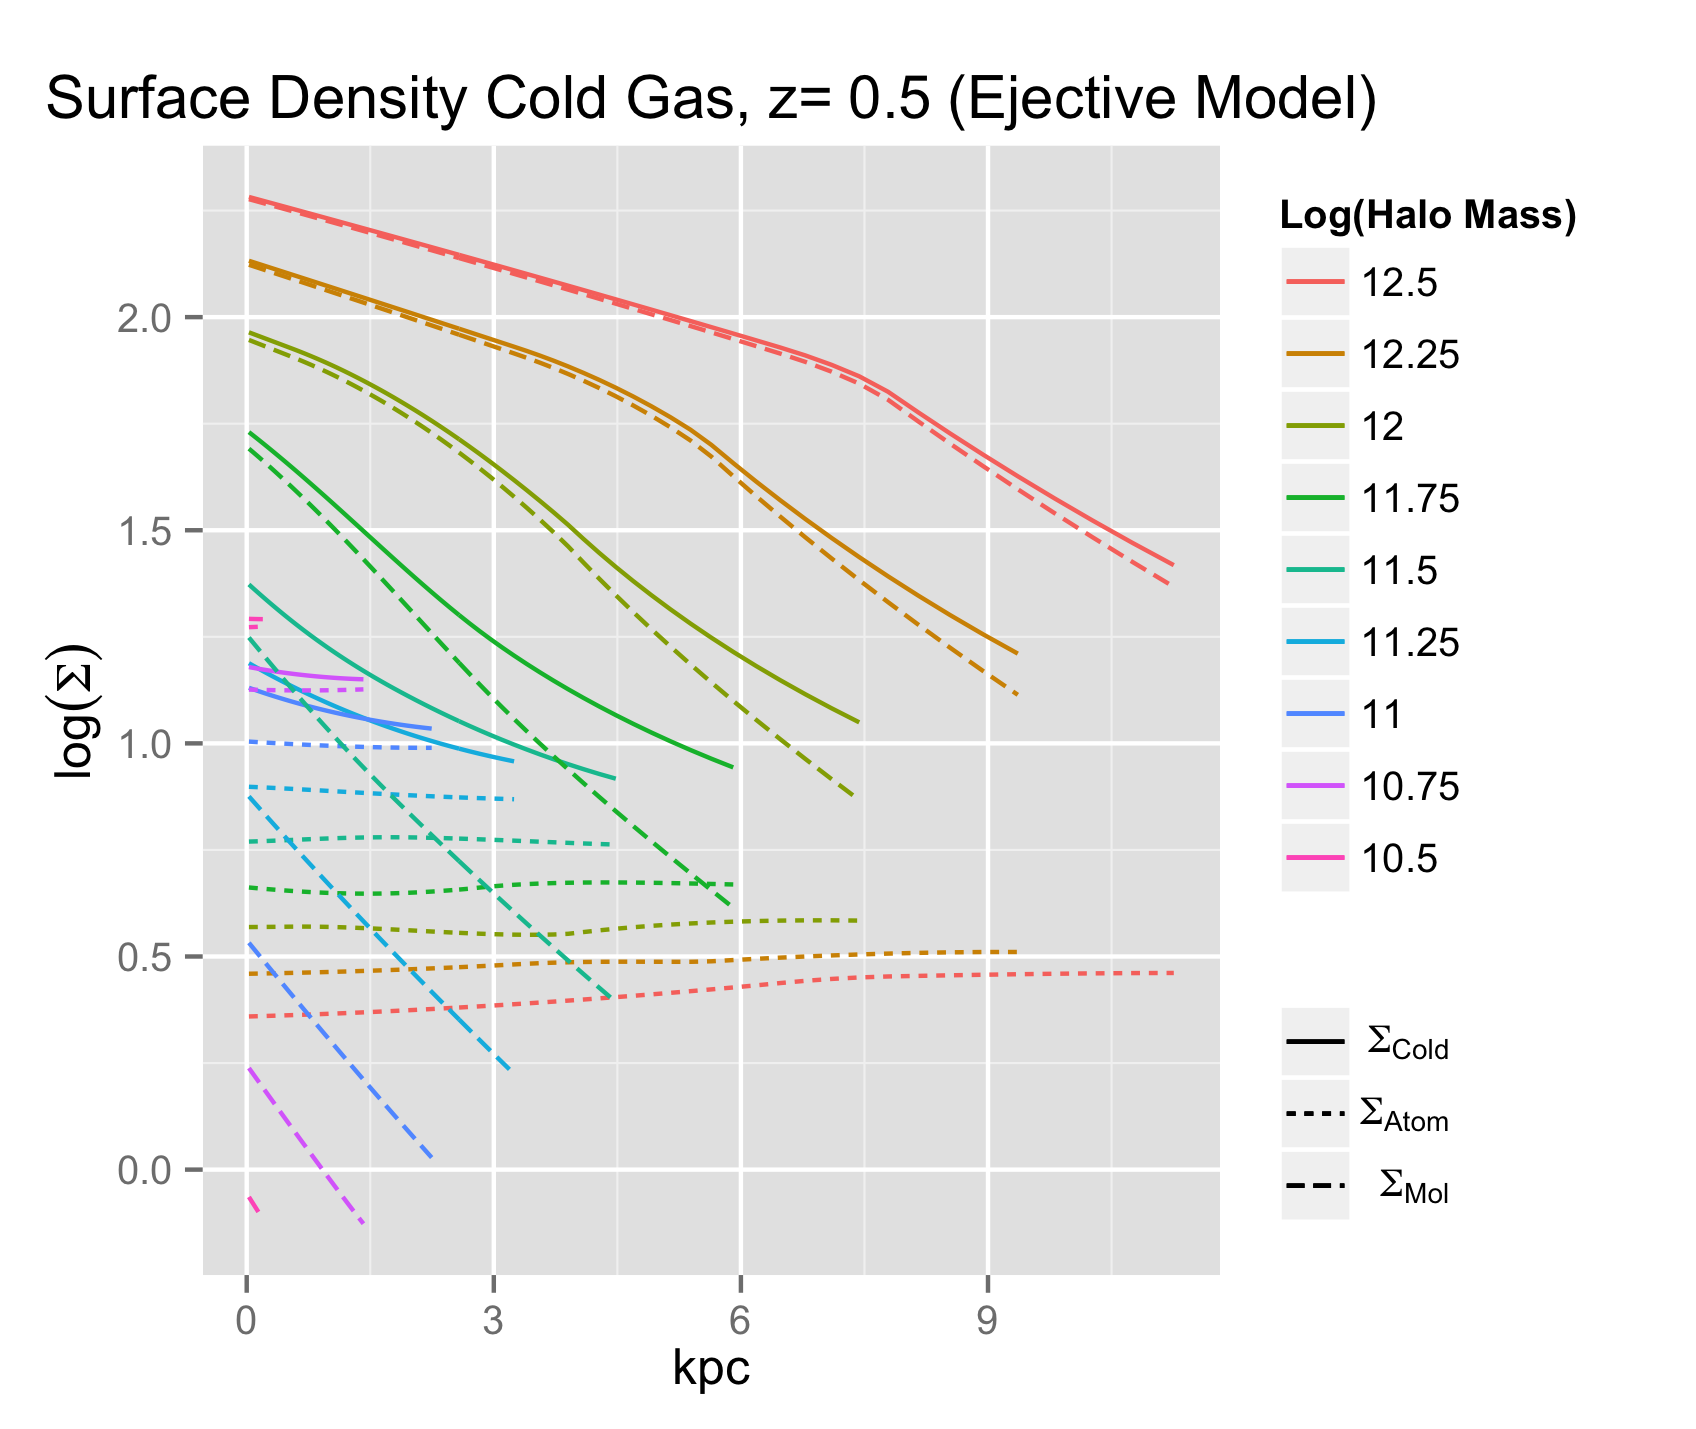 Surface Density Cold Gas, z= 0.5 (Ejective Model)
log(Σ)
2.0
1.5
1.0
0.5
0.0
0 3 6 9
kpc
Log(Halo Mass)
12.5
12.25
12
11.75
11.5
11.25
11
10.75
10.5
ΣCold
ΣAtom
ΣMol